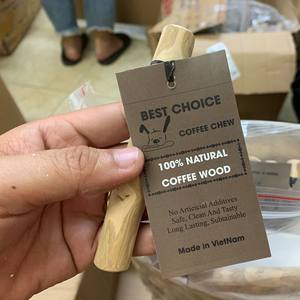 BEST CHOICE
COFFEE CHEW
100% NATURAL
COFFEE WOOD
No Artificial Additives
Safe, Clean And Tasty
Long Lasting, Subtainable
Made in VietNam